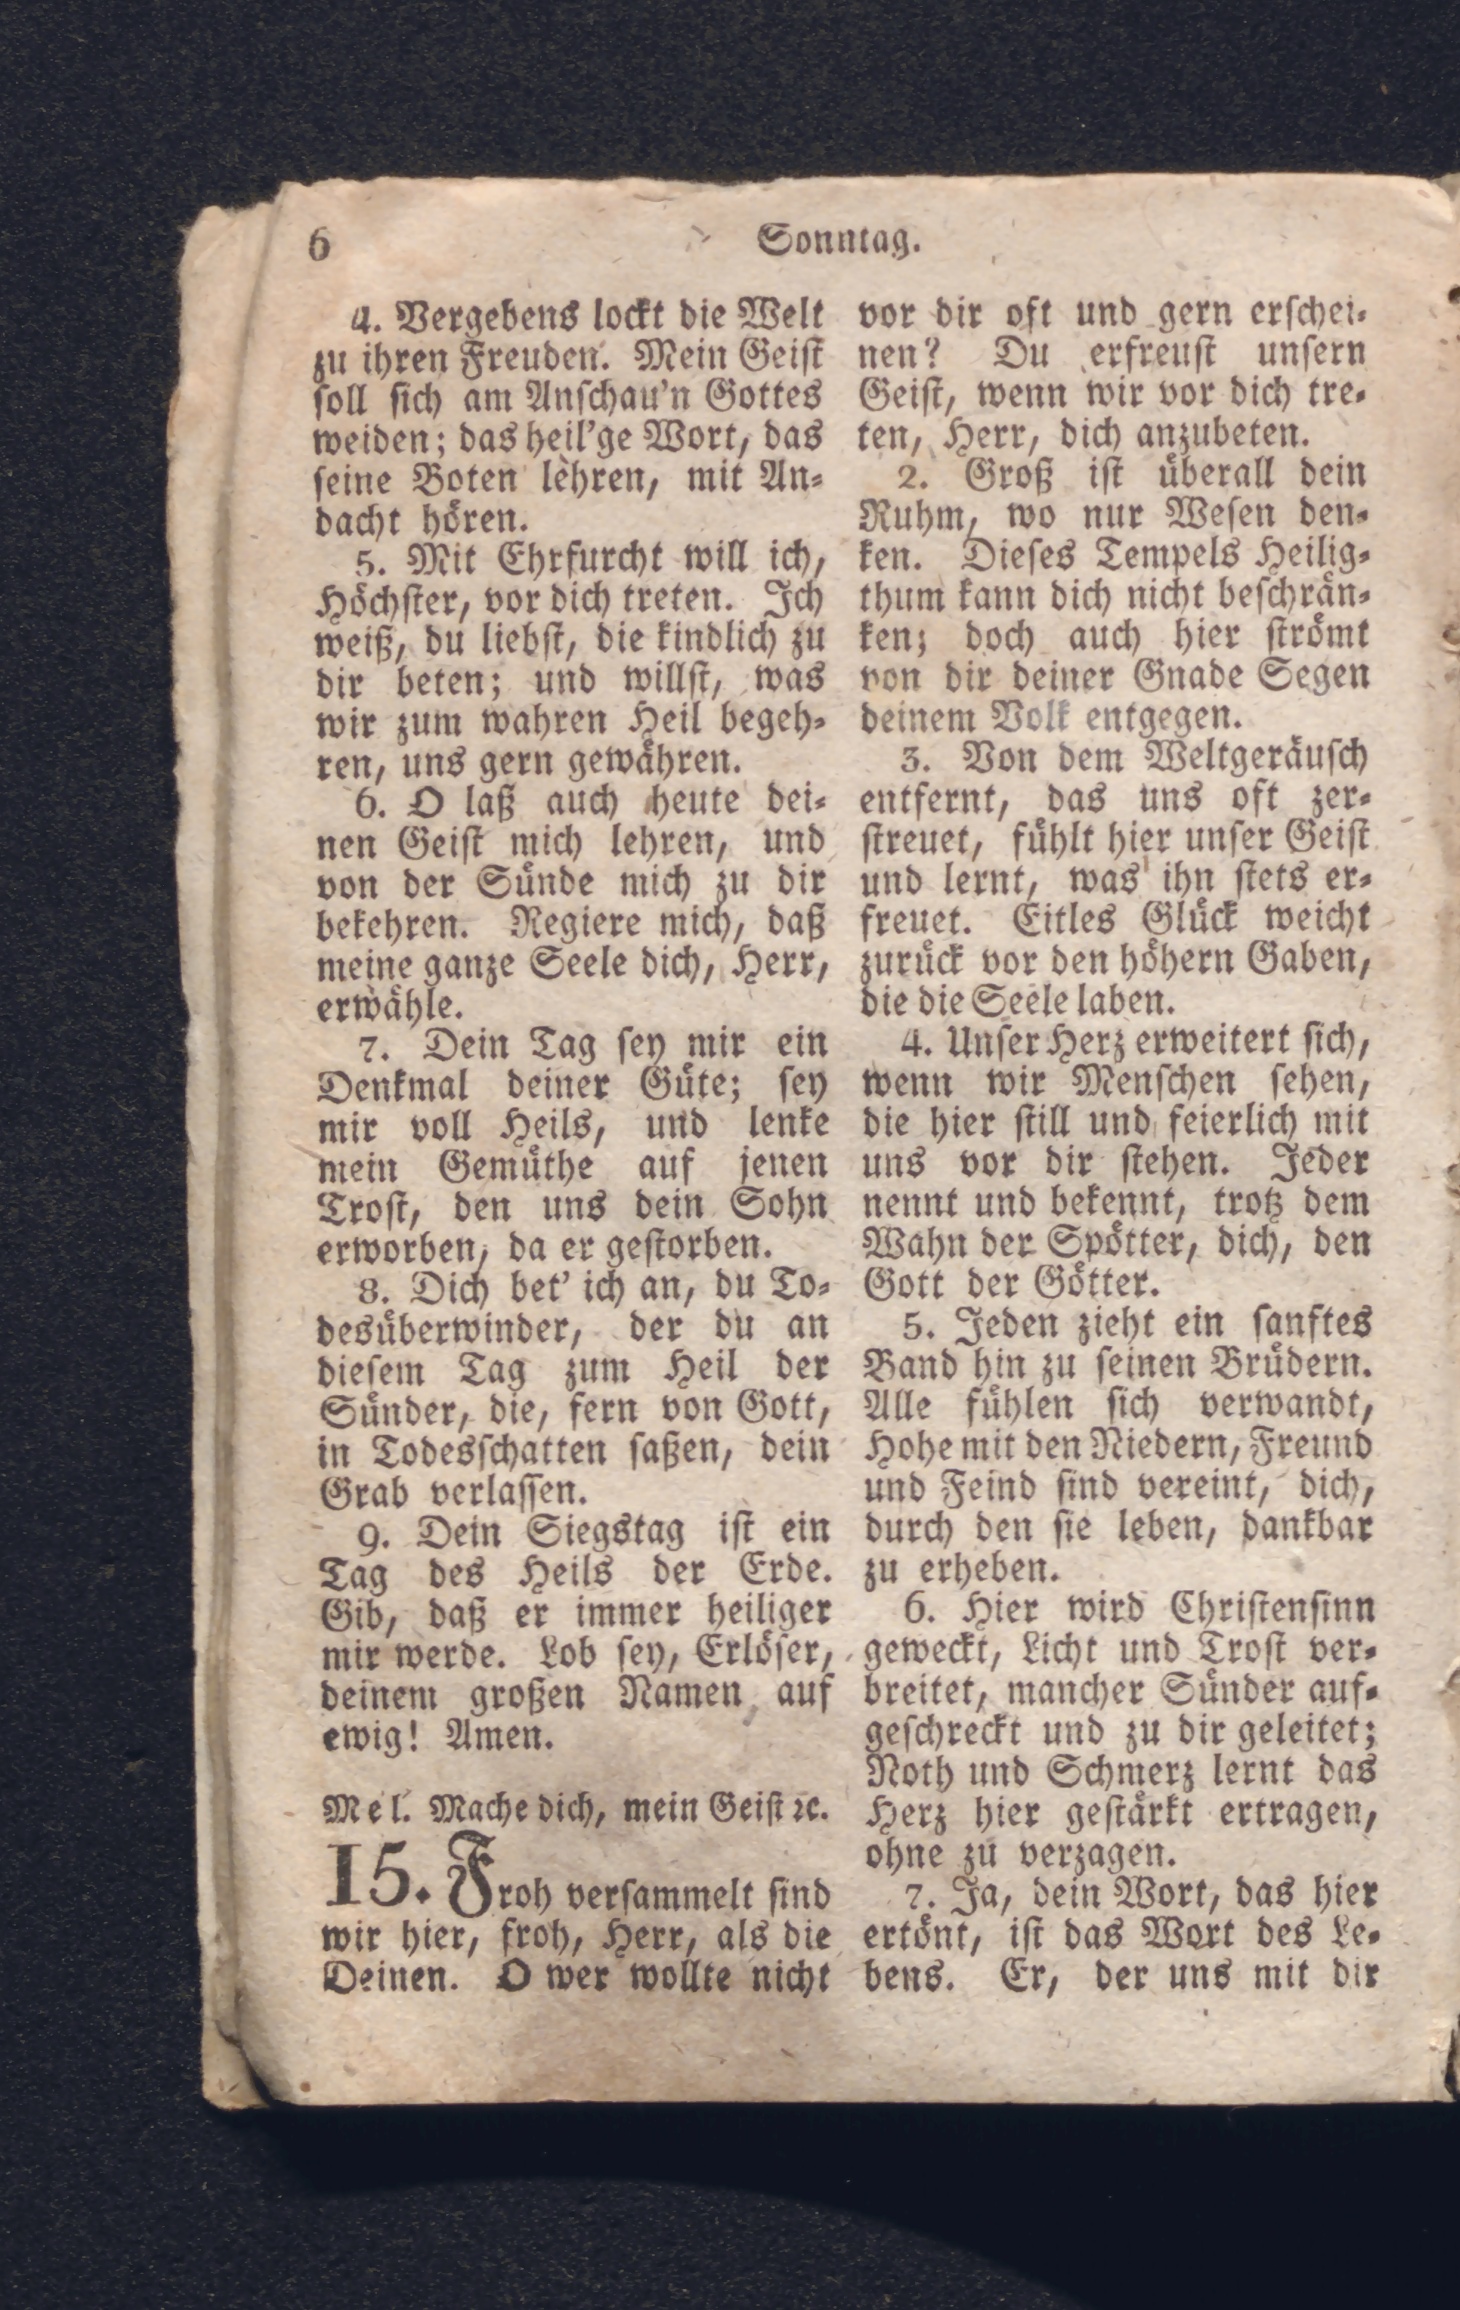 6
Sonntag.
4. Vergebens lockt die Welt
zu ihren Freuden. Mein Geist
soll sich am Anschau'n Gottes
weiden; das heil'ge Wort, das
seine Boten lehren, mit An-
dacht hören.
5. Mit Ehrfurcht will ich,
Höchster, vor dich treten. Ich
weiß, du liebst, die kindlich zu
dir beten; und willst, was
wir zum wahren Heil begeh-
ren, uns gern gewähren.
6. O laß auch heute dei-
nen Geist mich lehren, und
von der Sünde mich zu dir
bekehren. Regiere mich, daß
meine ganze Seele dich, Herr,
erwähle.
7. Dein Tag sey mir ein
Denkmal deiner Güte; sey
mir voll Heils, und lenke
mein Gemüthe auf jenen
Trost, den uns dein Sohn
erworben, da er gestorben.
8. Dich bet' ich an, du To-
desüberwinder, der du an
diesem Tag zum Heil der
Sünder, die, fern von Gott,
in Todesschatten saßen, dein
Grab verlassen.
9. Dein Siegstag ist ein
Tag des Heils der Erde.
Gib, daß er immer heiliger
mir werde. Lob sey, Erlöser,
deinem großen Namen auf
ewig! Amen.
Mel. Mache dich, mein Geist ꝛc.
15. Froh versammelt sind
wir hier, froh, Herr, als die
Deinen. O wer wollte nicht
vor dir oft und gern erschei-
nen? Du erfreust unsern
Geist, wenn wir vor dich tre-
ten, Herr, dich anzubeten.
2. Groß ist überall dein
Ruhm, wo nur Wesen den-
ken. Dieses Tempels Heilig-
thum kann dich nicht beschrän-
ken; doch auch hier strömt
von dir deiner Gnade Segen
deinem Volk entgegen.
3. Von dem Weltgeräusch
entfernt, das uns oft zer-
streuet, fühlt hier unser Geist
und lernt, was ihn stets er-
freuet. Eitles Glück weicht
zurück vor den höhern Gaben,
die die Seele laben.
4. Unser Herz erweitert sich,
wenn wir Menschen sehen,
die hier still und feierlich mit
uns vor dir stehen. Jeder
nennt und bekennt, trotz dem
Wahn der Spötter, dich, den
Gott der Götter.
5. Jeden zieht ein sanftes
Band hin zu seinen Brüdern.
Alle fühlen sich verwandt,
Hohe mit den Niedern, Freund
und Feind sind vereint, dich,
durch den sie leben, dankbar
zu erheben.
6. Hier wird Christensinn
geweckt, Licht und Trost ver-
breitet, mancher Sünder auf-
geschreckt und zu dir geleitet;
Noth und Schmerz lernt das
Herz hier gestärkt ertragen,
ohne zu verzagen.
7. Ja, dein Wort, das hier
ertönt, ist das Wort des Le-
bens. Er, der uns mit dir